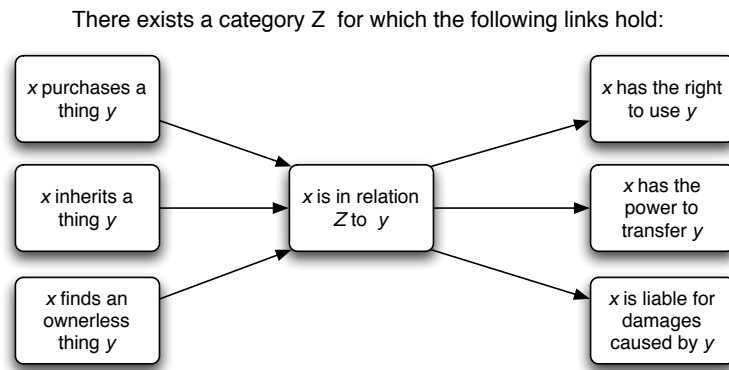 There exists a category Z for which the following links hold:
x purchases a
thing y
x inherits a
thing y
x finds an
ownerless
thing y
x is in relation
Z to y
x has the right
to use y
x has the
power to
transfer y
x is liable for
damages
caused by y